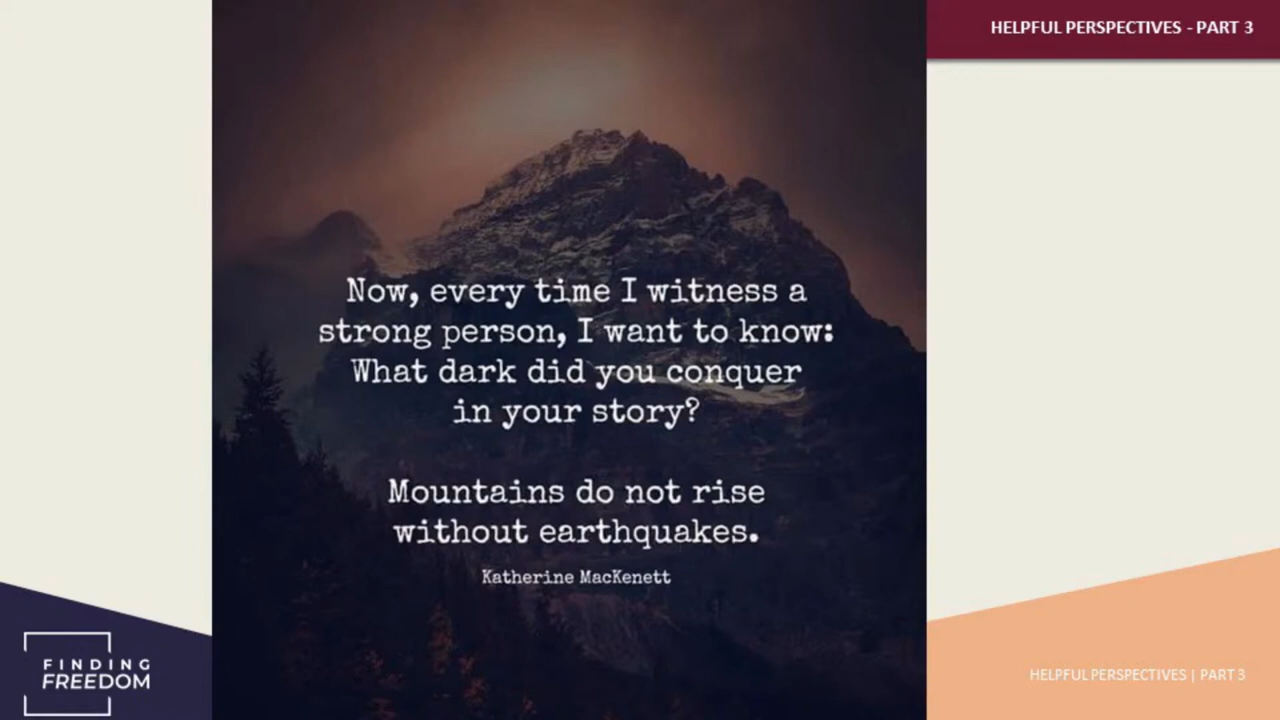 HELPFUL PERSPECTIVES - PART 3
Now, every time I witness a
strong person, I want to know:
What dark did you conquer
in your story?
Mountains do not rise
without earthquakes.
Katherine MacKenett
FINDING
FREEDOM
HELPFUL PERSPECTIVES | PART 3